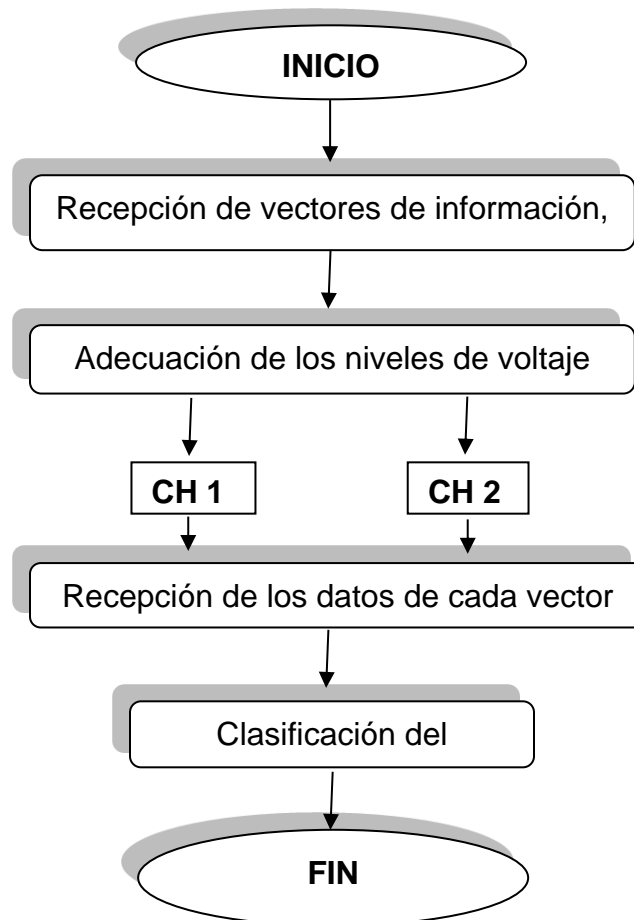 INICIO
Recepción de vectores de información,
Adecuación de los niveles de voltaje
CH 1 CH 2
Recepción de los datos de cada vector
Clasificación del
FIN